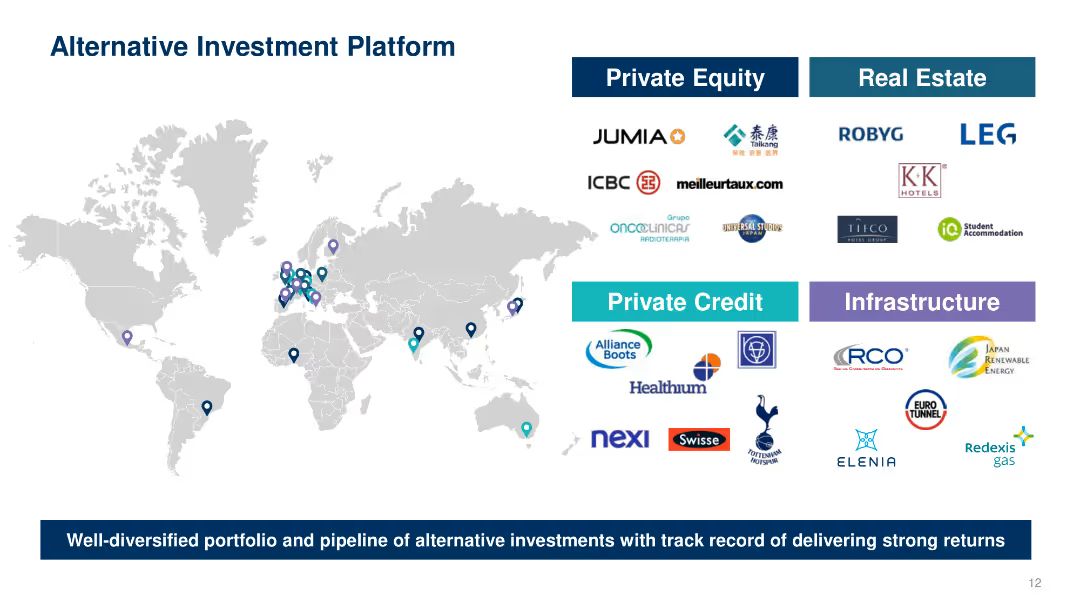 Alternative Investment Platform
Private Equity
Real Estate
JUMIA
泰康
Taikang
ROBYG
LEG
ICBC
meilleurtaux.com
K+K
HOTELS
Grupo
ONCOCLINICAS
RADIOTERAPIA
UNIVERSAL STUDIOS
JAPAN
TIFCO
HOTEL GROUP
iQ Student
Accommodation
Private Credit
Infrastructure
Alliance
Boots
Healthium
RCO
JAPAN
RENEWABLE
ENERGY
EURO
TUNNEL
nexi
Swisse
TOTTENHAM
HOTSPUR
ELENIA
Redexis
gas
Well-diversified portfolio and pipeline of alternative investments with track record of delivering strong returns
12